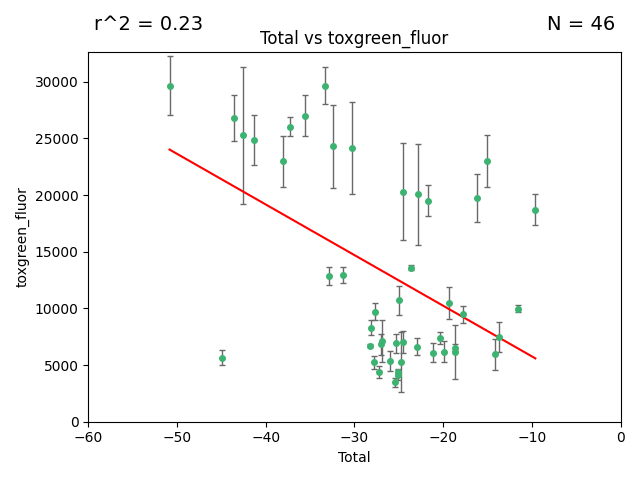 r^2 = 0.23
N = 46
Total vs toxgreen_fluor
30000
25000
20000
15000
10000
5000
0
toxgreen_fluor
−60
−50
−40
−30
−20
−10
0
Total